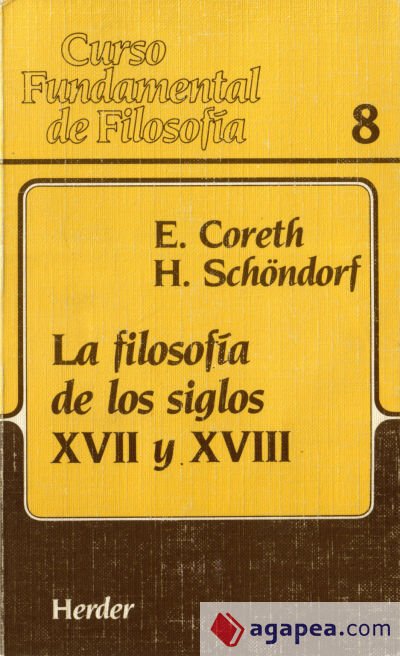 Curso
Fundamental
de Filosofía
8
E. Coreth
H. Schöndorf
La filosofía
de los siglos
XVII y XVIII
Herder
agapea.com